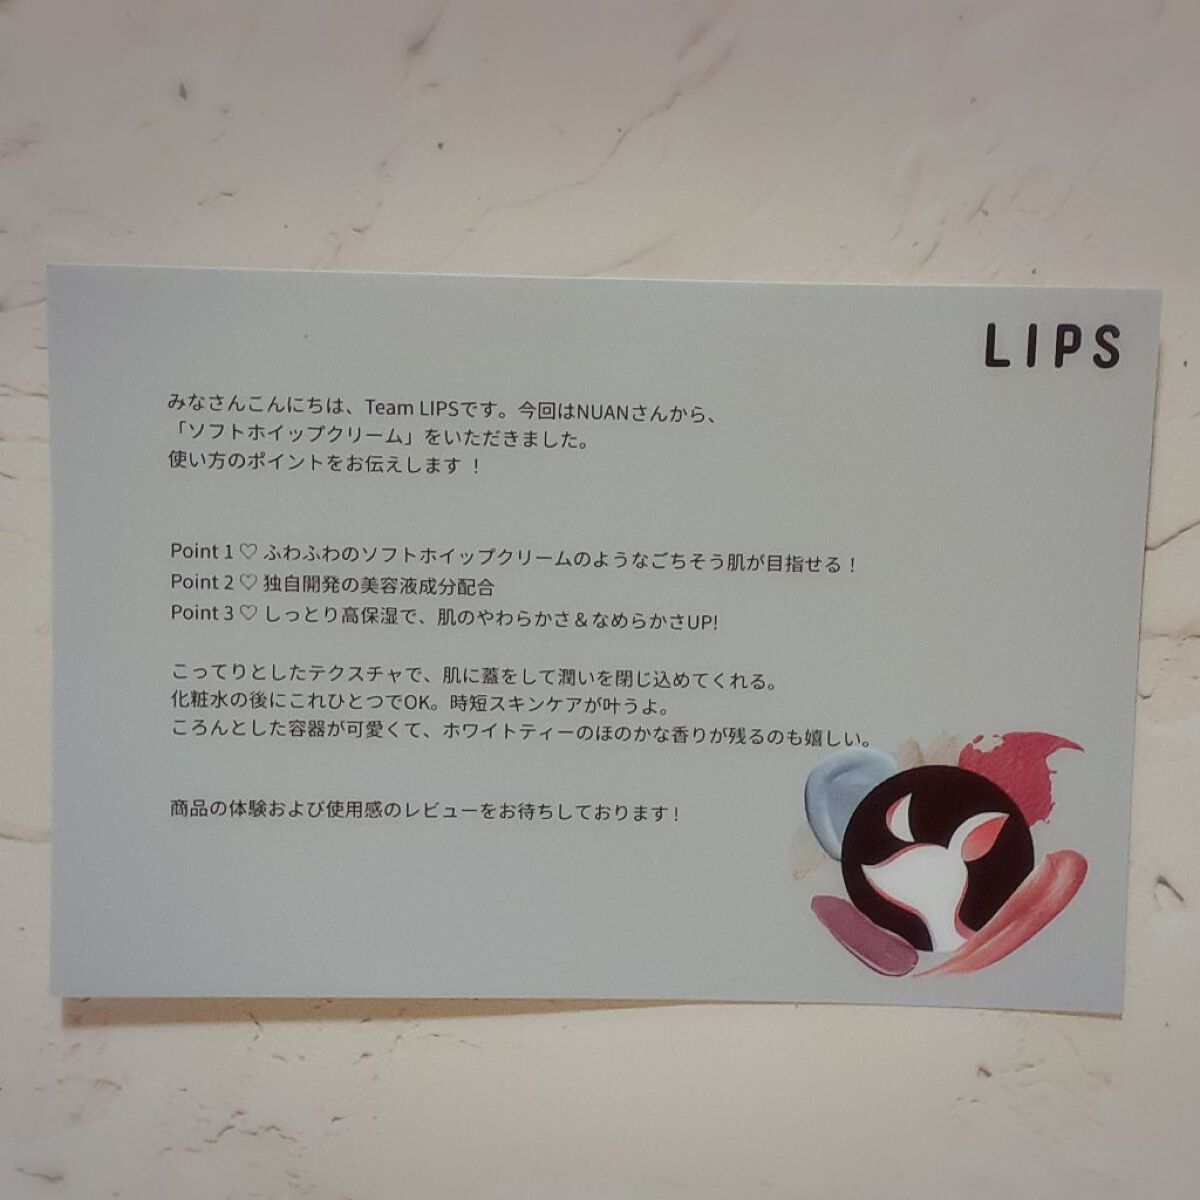 LIPS
みなさんこんにちは、Team LIPSです。今回はNUANさんから、
「ソフトホイップクリーム」をいただきました。
使い方のポイントをお伝えします！
Point 1 ♡ ふわふわのソフトホイップクリームのようなごちそう肌が目指せる！
Point 2 ♡ 独自開発の美容液成分配合
Point 3 ♡ しっとり高保湿で、肌のやわらかさ＆なめらかさUP!
こってりとしたテクスチャで、肌に蓋をして潤いを閉じ込めてくれる。
化粧水の後にこれひとつでOK。時短スキンケアが叶うよ。
ころんとした容器が可愛くて、ホワイトティーのほのかな香りが残るのも嬉しい。
商品の体験および使用感のレビューをお待ちしております！